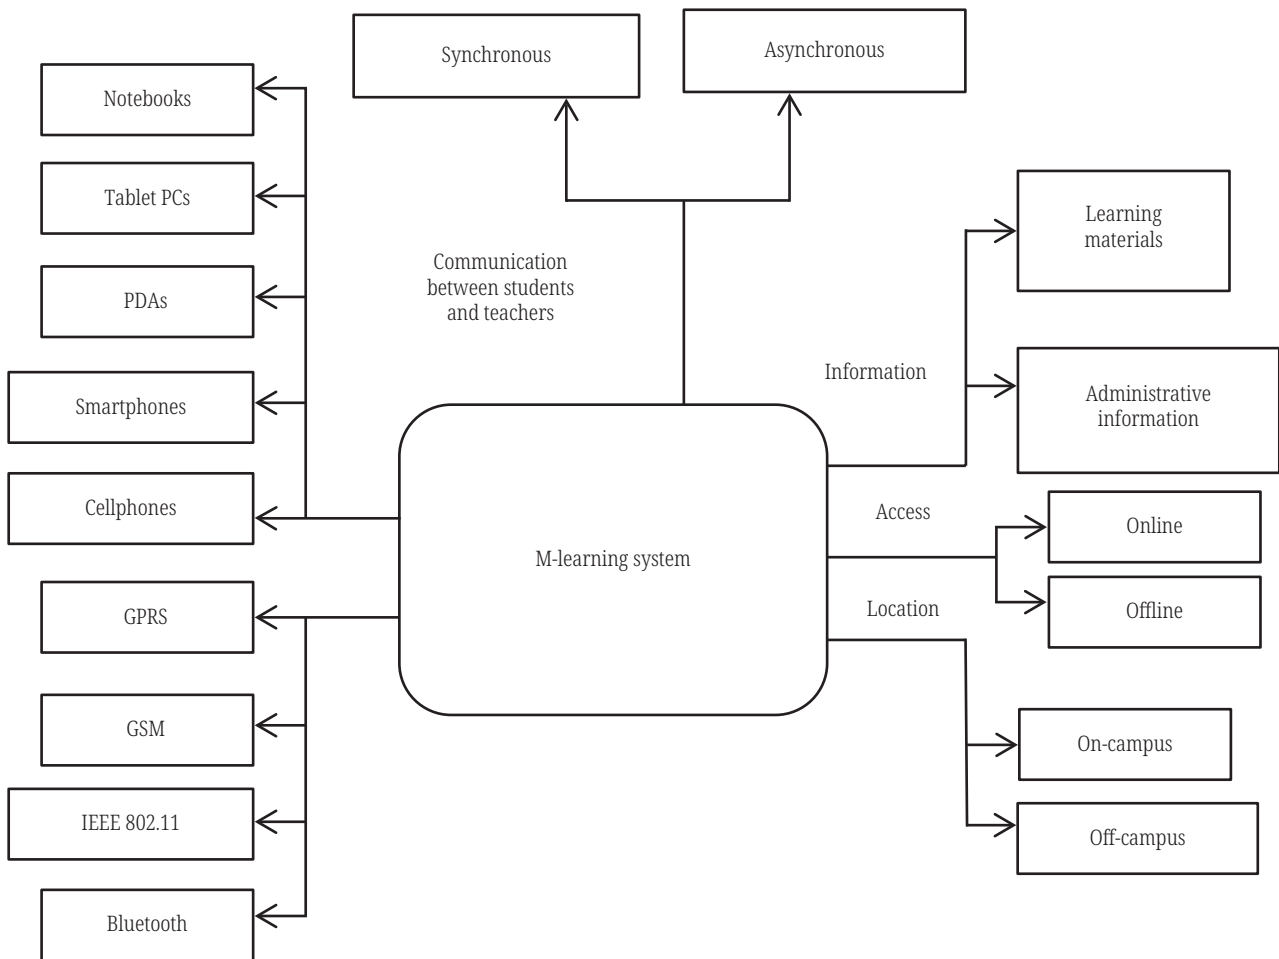 Synchronous
Asynchronous
Notebooks
Tablet PCs
PDAs
Smartphones
Cellphones
GPRS
GSM
IEEE 802.11
Bluetooth
Communication
between students
and teachers
M-learning system
Information
Learning
materials
Administrative
information
Access
Online
Offline
Location
On-campus
Off-campus